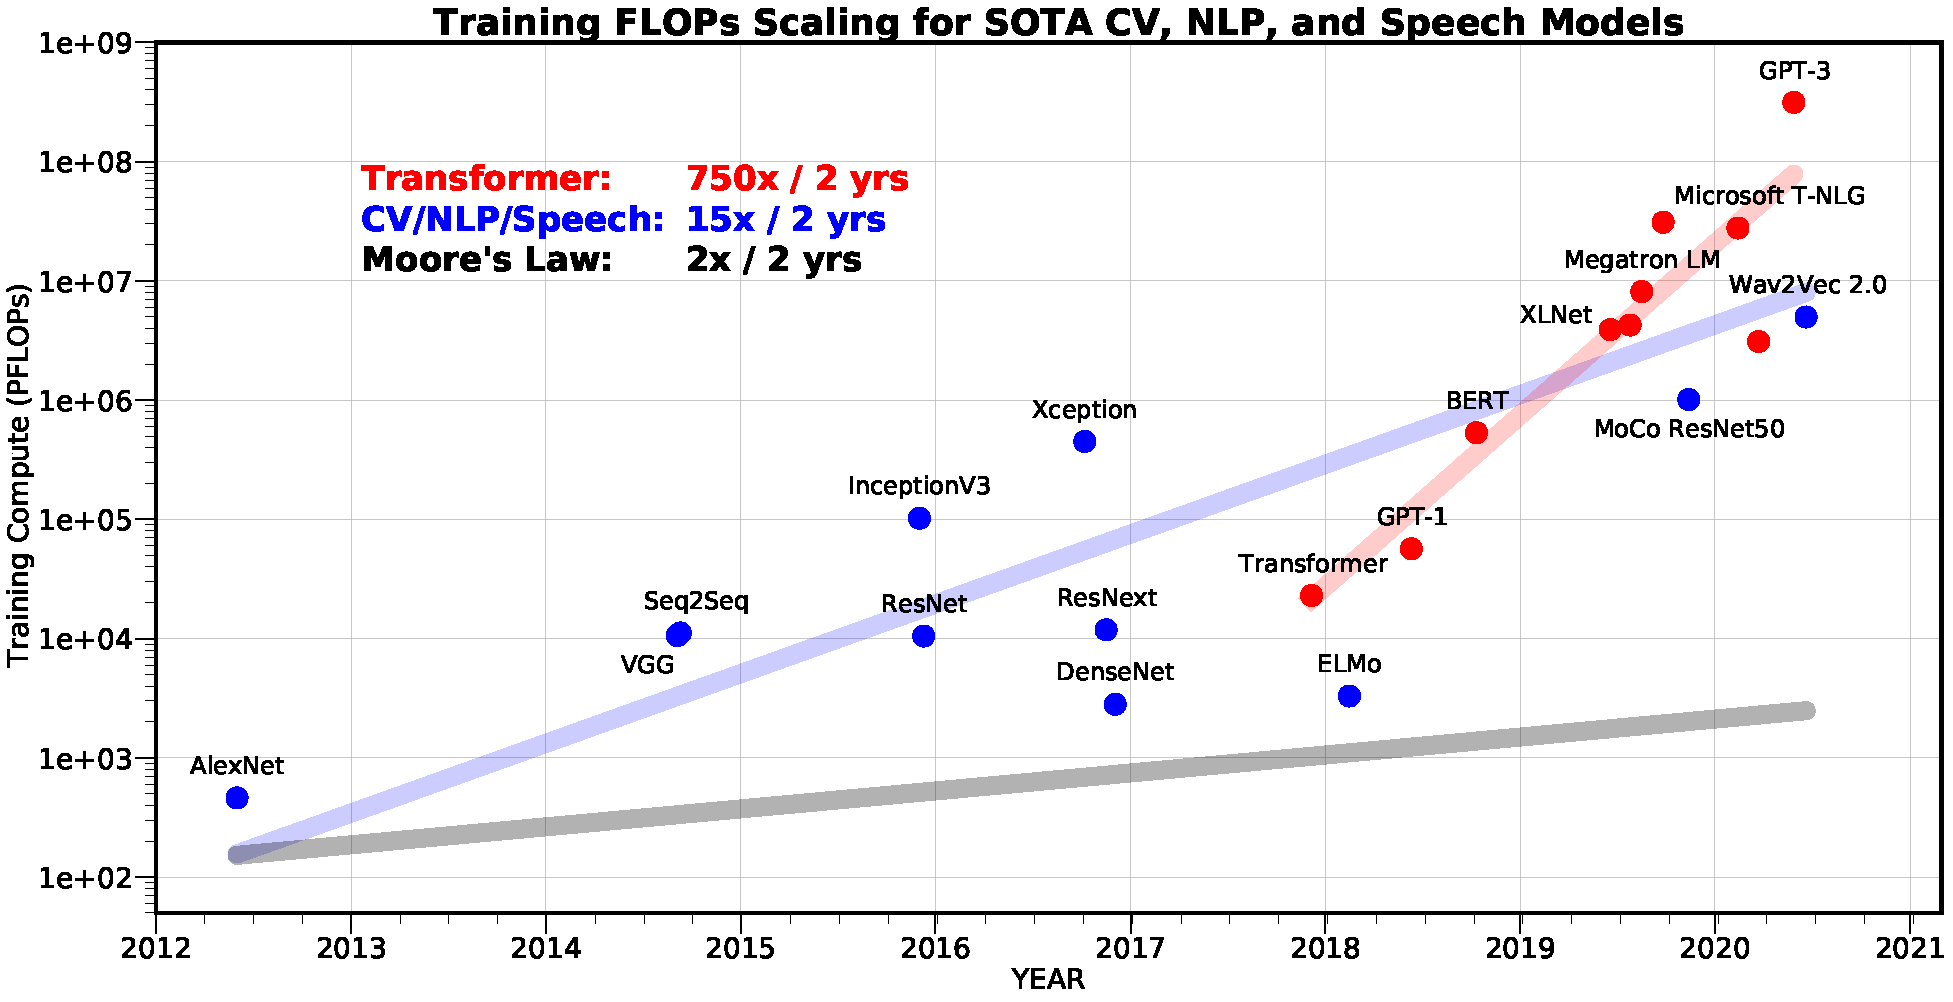 Training FLOPs Scaling for SOTA CV, NLP, and Speech Models
1e+09
GPT-3
1e+08
Transformer: 750x / 2 yrs
Microsoft T-NLG
CV/NLP/Speech: 15x / 2 yrs
Moore's Law: 2x / 2 yrs
Megatron LM
1e+07
Wav2Vec 2.0
XLNet
Training Compute (PFLOPs)
1e+06
BERT
Xception
MoCo ResNet50
InceptionV3
1e+05
GPT-1
Transformer
Seq2Seq
ResNet
ResNext
1e+04
VGG
DenseNet
ELMo
1e+03
AlexNet
1e+02
2012 2013 2014 2015 2016 2017 2018 2019 2020 2021
YEAR